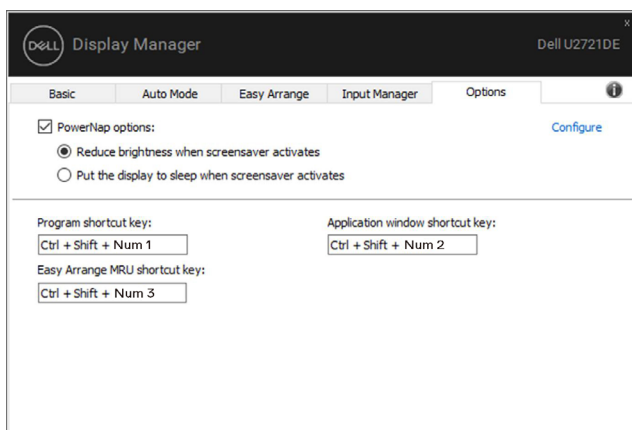 x
DELL Display Manager Dell U2721DE
Basic Auto Mode Easy Arrange Input Manager Options
PowerNap options: Configure
Reduce brightness when screensaver activates
Put the display to sleep when screensaver activates
Program shortcut key: Application window shortcut key:
Ctrl + Shift + Num 1 Ctrl + Shift + Num 2
Easy Arrange MRU shortcut key:
Ctrl + Shift + Num 3